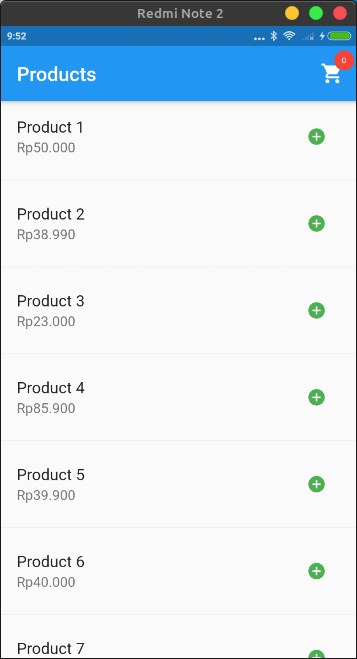 Redmi Note 2
9:52
Products
0
Product 1
Rp50.000
Product 2
Rp38.990
Product 3
Rp23.000
Product 4
Rp85.900
Product 5
Rp39.900
Product 6
Rp40.000
Product 7